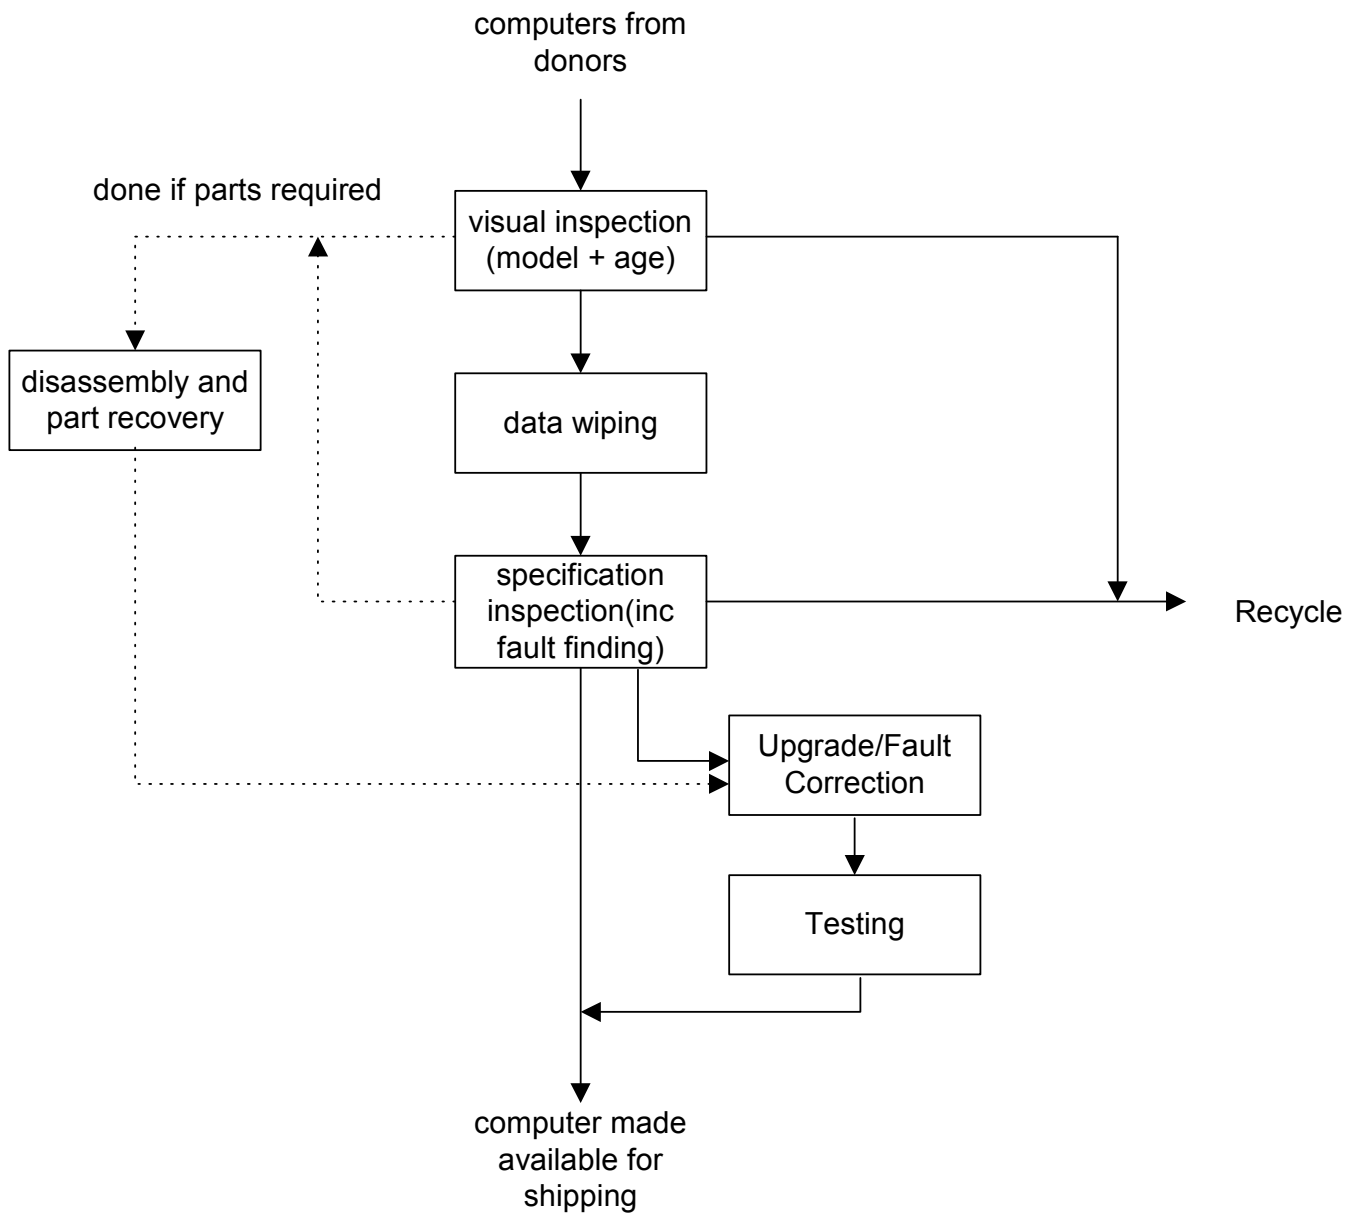 computers from
donors
done if parts required
visual inspection
(model + age)
disassembly and
part recovery
data wiping
specification
inspection(inc
fault finding)
Recycle
Upgrade/Fault
Correction
Testing
computer made
available for
shipping